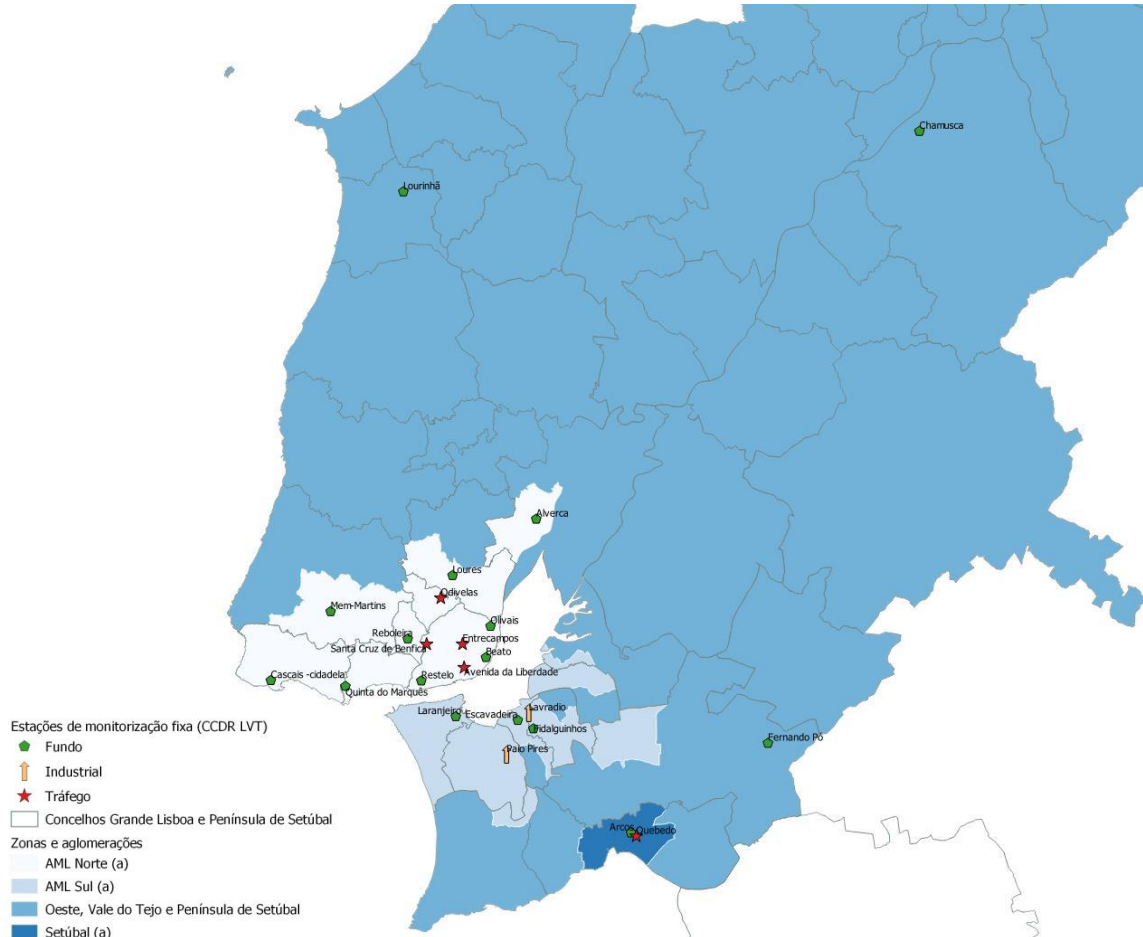 Chamusca
Lourinhã
Alverca
Loures
Odivelas
Mem-Martins
Olivais
Reboleira
Entrecampos
Santa Cruz de Benfica
Beato
Avenida da Liberdade
Cascais -cidadela
Restelo
Quinta do Marquês
Laranjeiro
Escavadeira
Lavradio
Fidalguinhos
Paio Pires
Fernando Pó
Arcos
Quebedo
Estações de monitorização fixa (CCDR LVT)
Fundo
Industrial
Tráfego
Concelhos Grande Lisboa e Península de Setúbal
Zonas e aglomerações
AML Norte (a)
AML Sul (a)
Oeste, Vale do Tejo e Península de Setúbal
Setúbal (a)